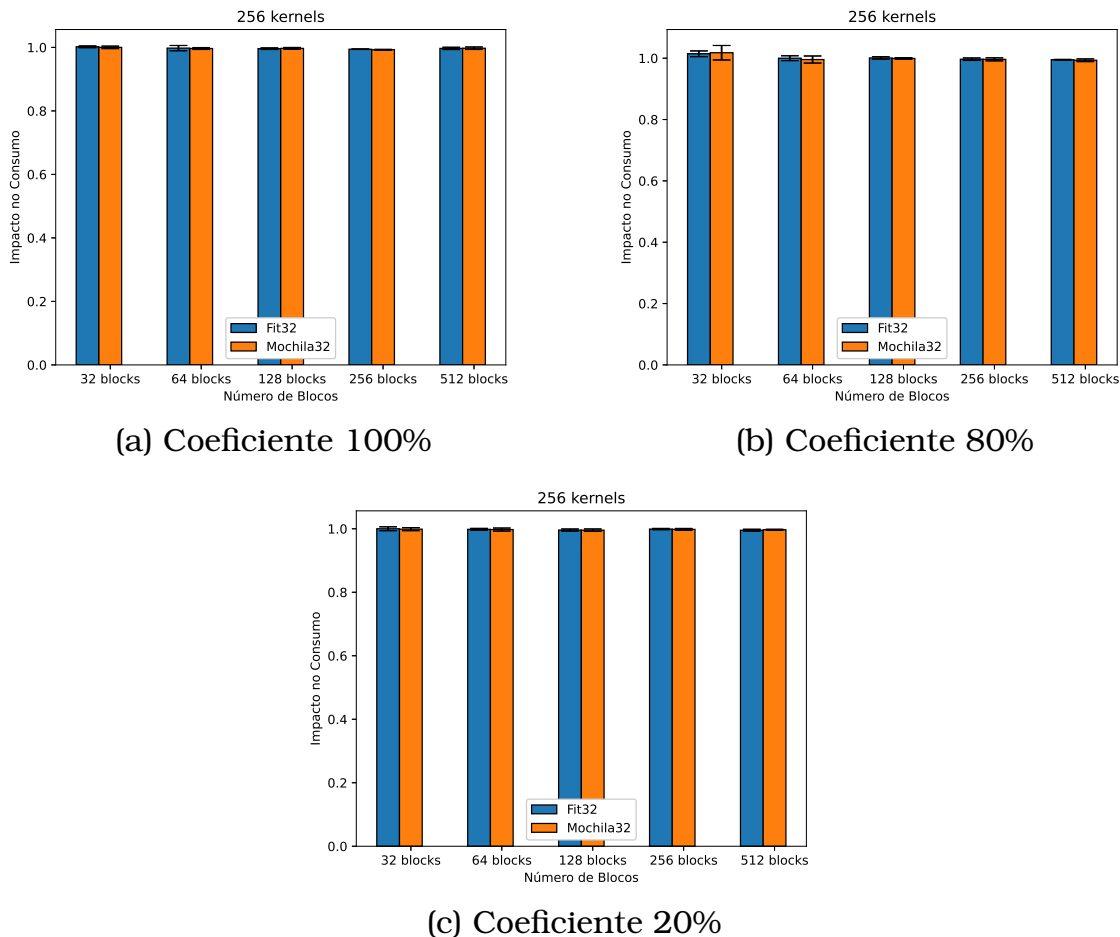 256 kernels
Impacto no Consumo
1.0
0.8
0.6
0.4
0.2
0.0
Fit32
Mochila32
32 blocks
64 blocks
128 blocks
256 blocks
512 blocks
Número de Blocos
(a) Coeficiente 100%
256 kernels
Impacto no Consumo
1.0
0.8
0.6
0.4
0.2
0.0
Fit32
Mochila32
32 blocks
64 blocks
128 blocks
256 blocks
512 blocks
Número de Blocos
(b) Coeficiente 80%
256 kernels
Impacto no Consumo
1.0
0.8
0.6
0.4
0.2
0.0
Fit32
Mochila32
32 blocks
64 blocks
128 blocks
256 blocks
512 blocks
Número de Blocos
(c) Coeficiente 20%